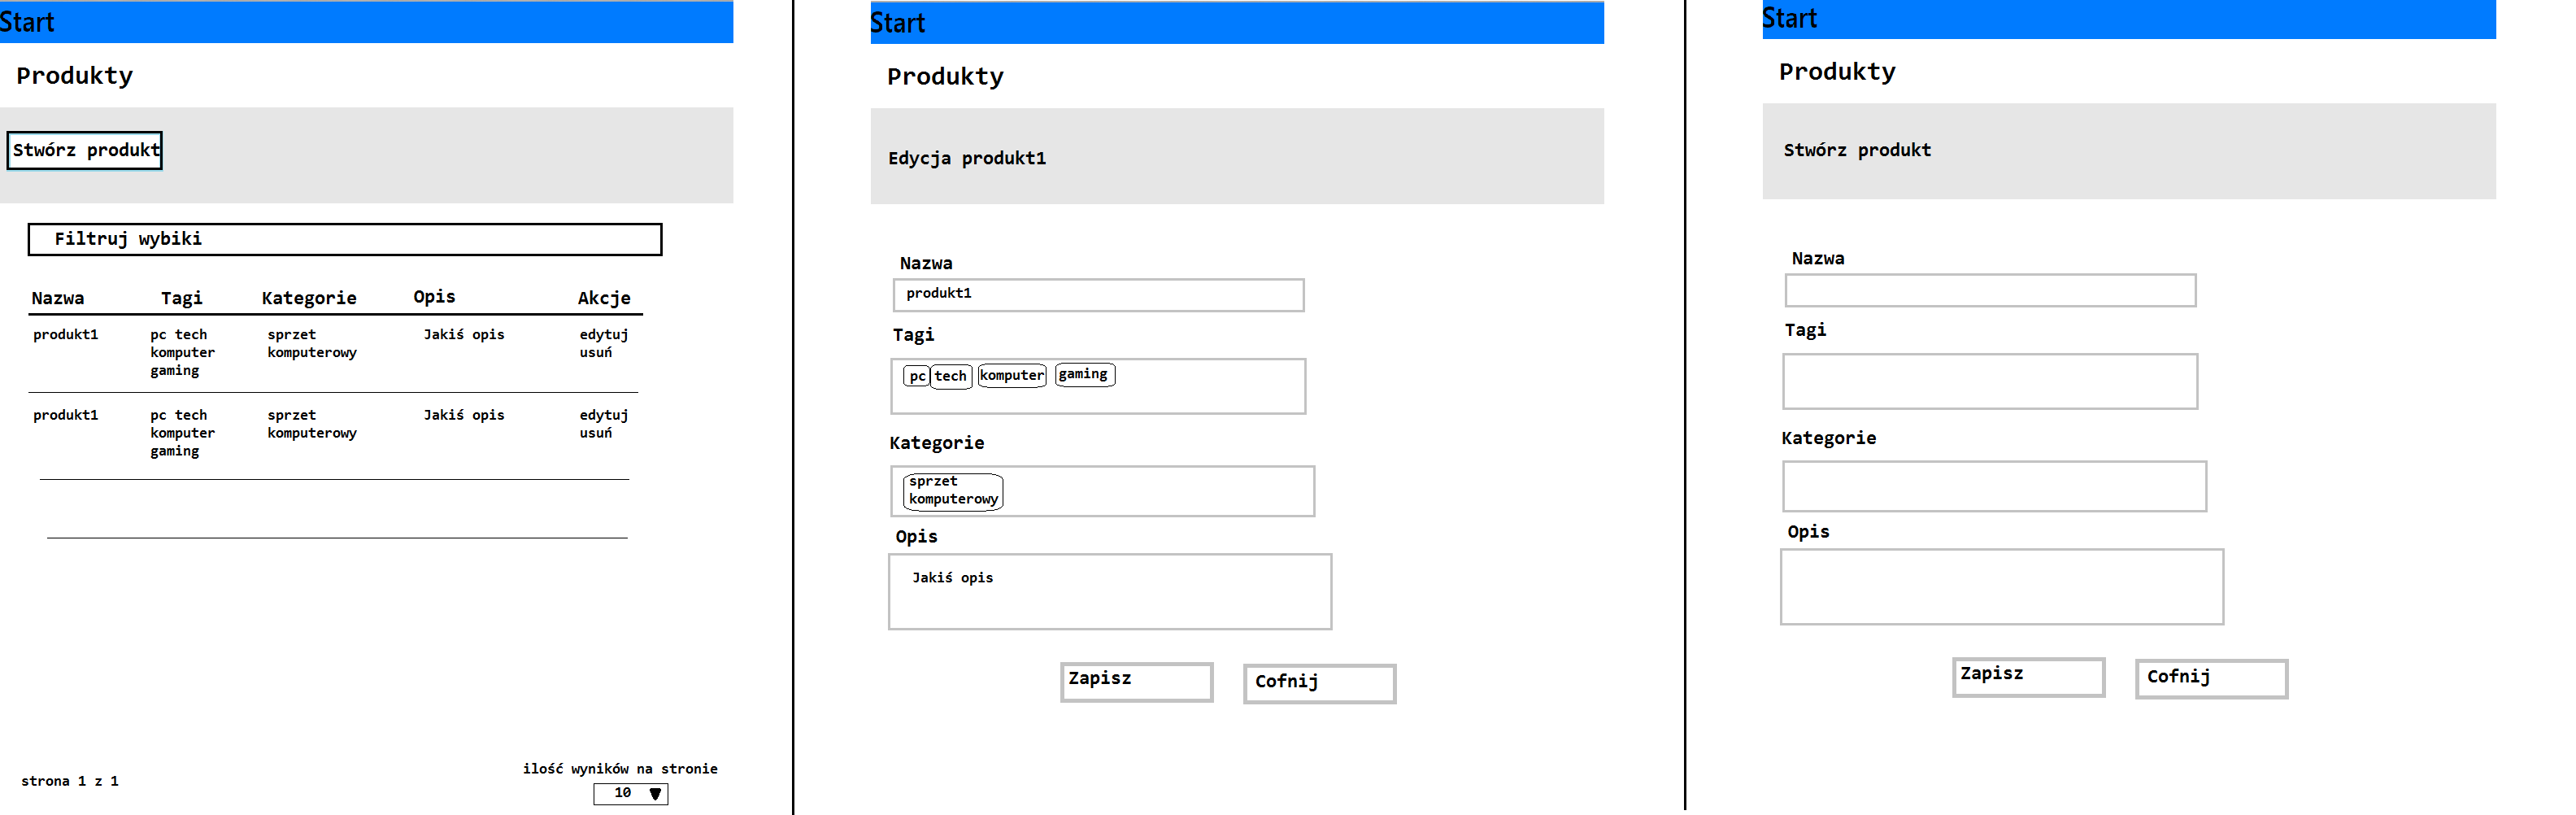 Start
Produkty
Stwórz produkt
Filtruj wybiki
Nazwa Tagi Kategorie Opis Akcje
produkt1 pc tech sprzet Jakiś opis edytuj
komputer komputerowy usuń
gaming
produkt1 pc tech sprzet Jakiś opis edytuj
komputer komputerowy usuń
gaming
strona 1 z 1
ilość wyników na stronie
10
Start
Produkty
Edycja produkt1
Nazwa
produkt1
Tagi
pc tech komputer gaming
Kategorie
sprzet
komputerowy
Opis
Jakiś opis
Zapisz Cofnij
Start
Produkty
Stwórz produkt
Nazwa
Tagi
Kategorie
Opis
Zapisz Cofnij